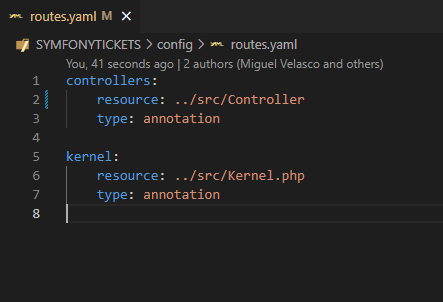 routes.yaml M
SYMFONYTICKETS > config > routes.yaml
You, 41 seconds ago | 2 authors (Miguel Velasco and others)
1 controllers:
2 resource: ../src/Controller
3 type: annotation
4
5 kernel:
6 resource: ../src/Kernel.php
7 type: annotation
8